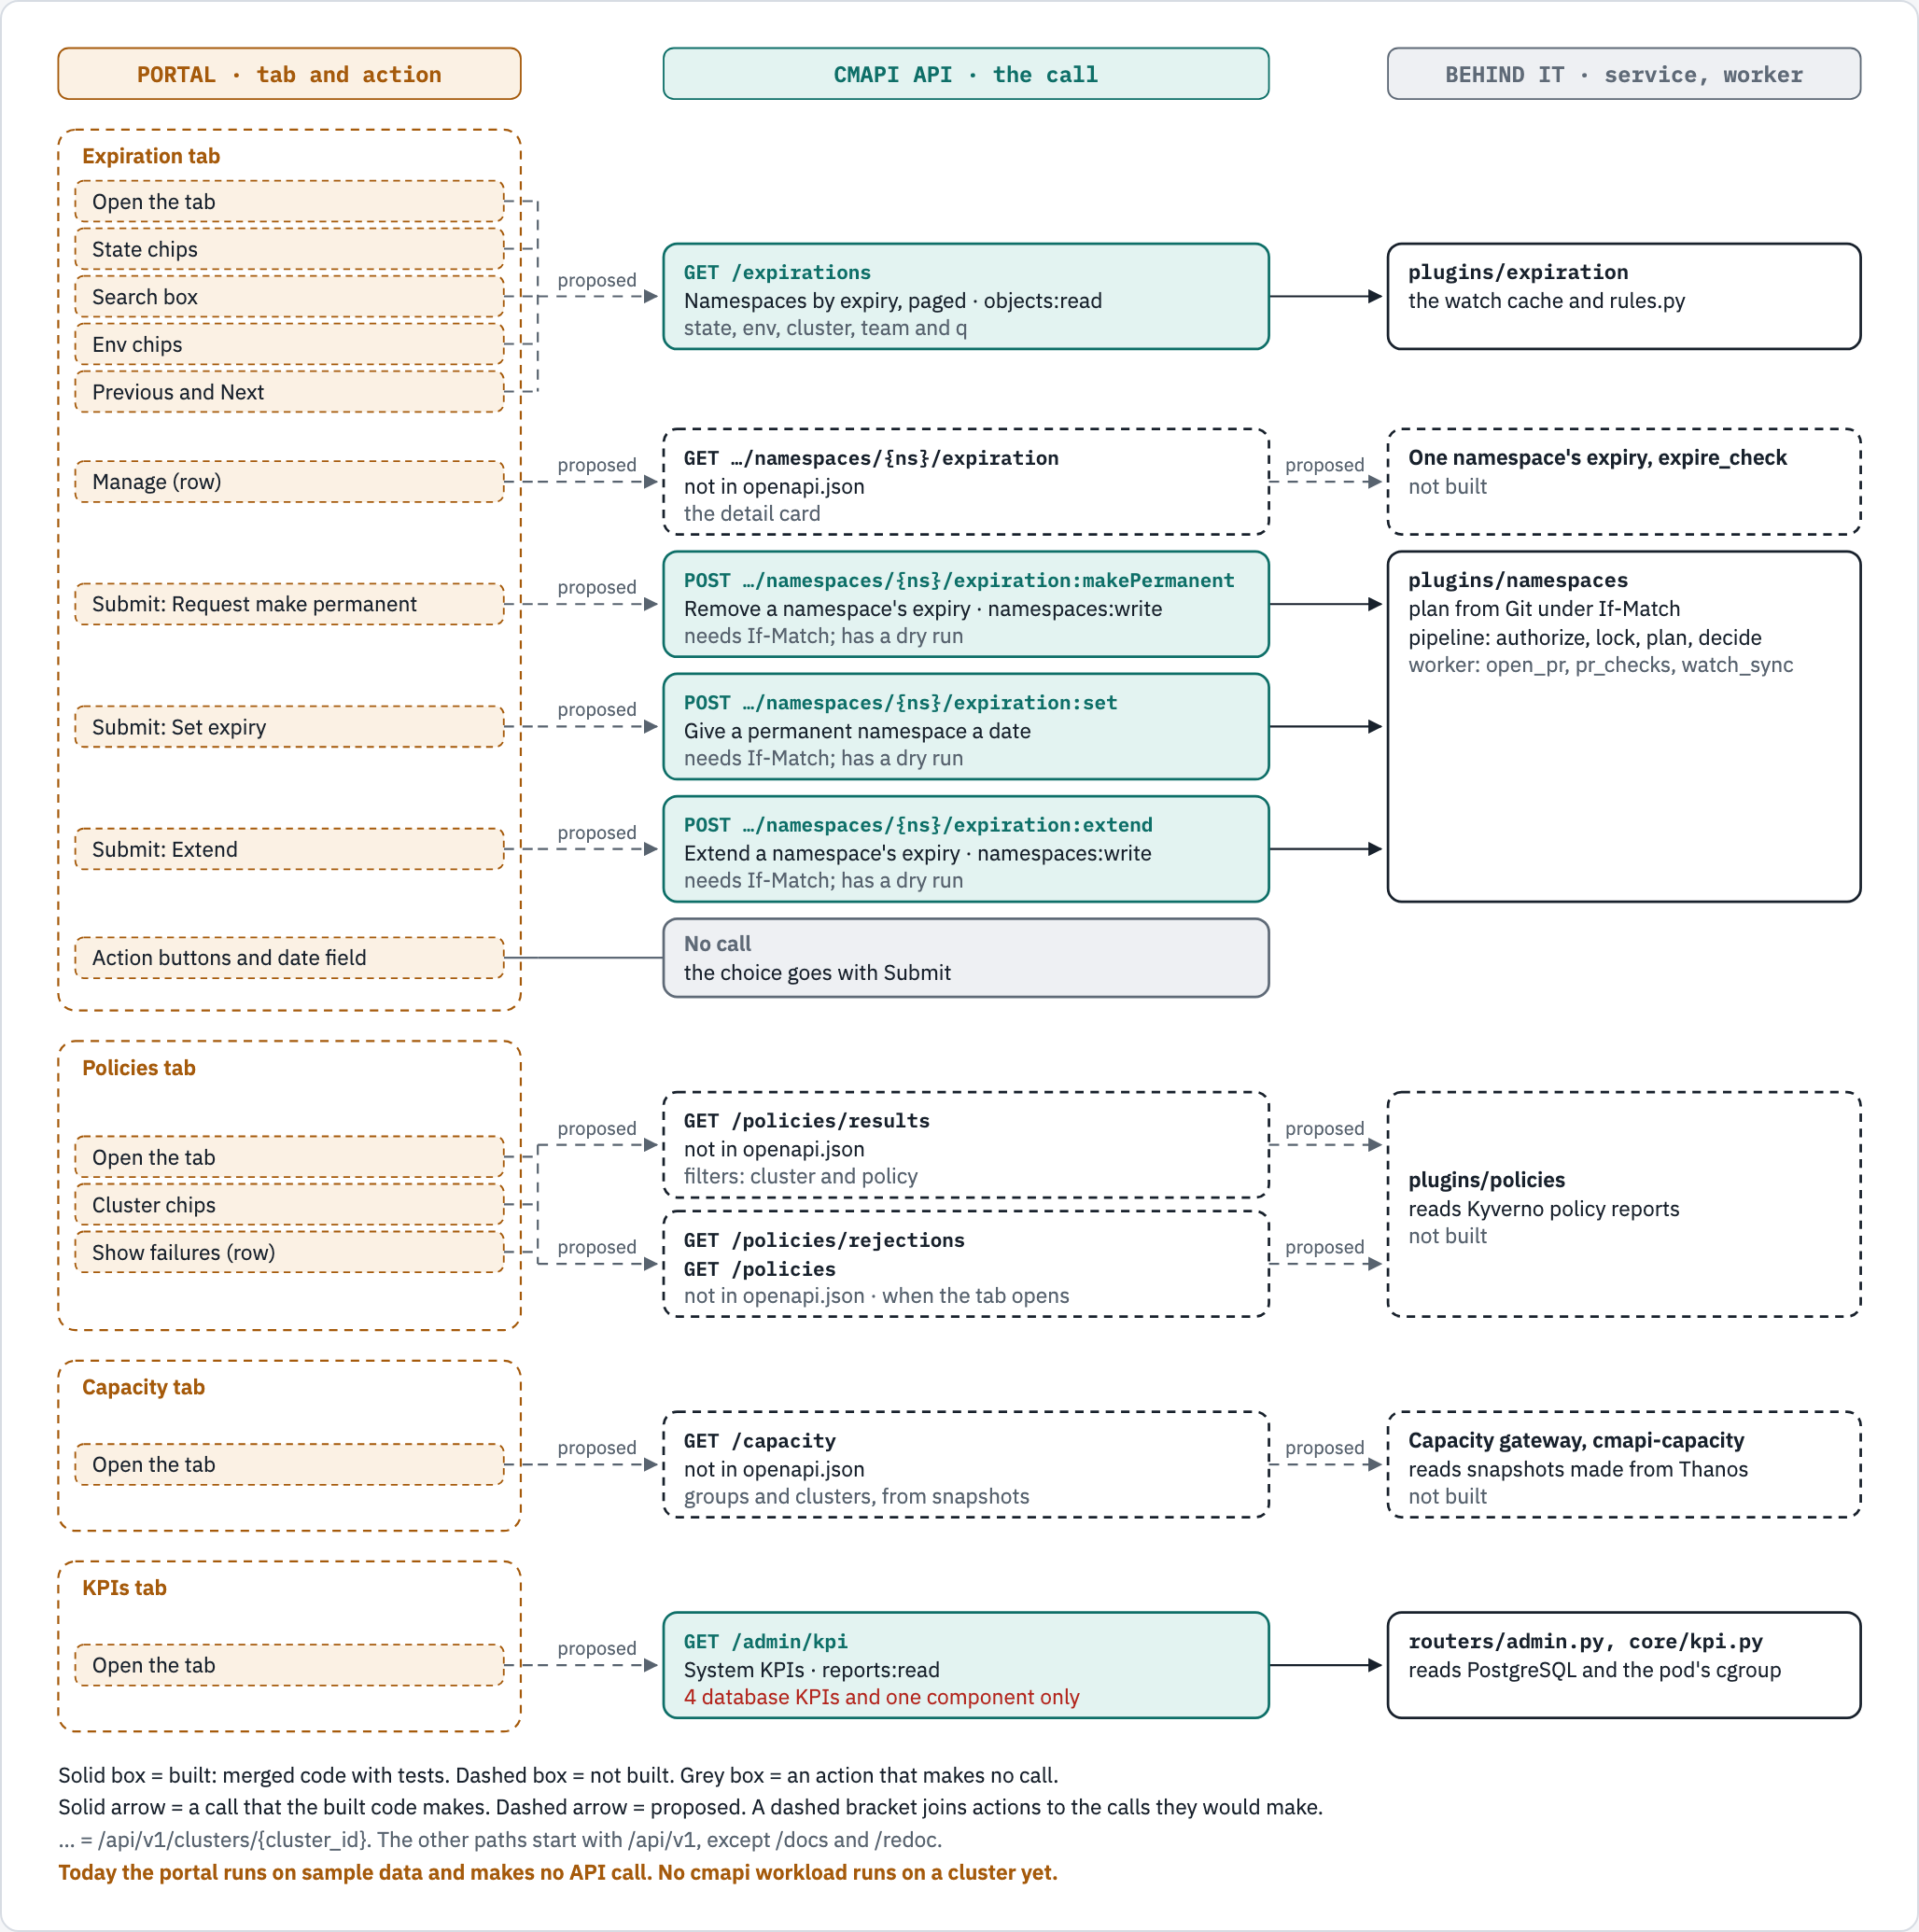 PORTAL · tab and action
CMAPI API · the call
BEHIND IT · service, worker
Expiration tab
Open the tab
State chips
Search box
Env chips
Previous and Next
proposed
GET /expirations
Namespaces by expiry, paged · objects:read
state, env, cluster, team and q
plugins/expiration
the watch cache and rules.py
Manage (row)
proposed
GET …/namespaces/{ns}/expiration
not in openapi.json
the detail card
proposed
One namespace's expiry, expire_check
not built
Submit: Request make permanent
proposed
POST …/namespaces/{ns}/expiration:makePermanent
Remove a namespace's expiry · namespaces:write
needs If-Match; has a dry run
plugins/namespaces
plan from Git under If-Match
pipeline: authorize, lock, plan, decide
worker: open_pr, pr_checks, watch_sync
Submit: Set expiry
proposed
POST …/namespaces/{ns}/expiration:set
Give a permanent namespace a date
needs If-Match; has a dry run
Submit: Extend
proposed
POST …/namespaces/{ns}/expiration:extend
Extend a namespace's expiry · namespaces:write
needs If-Match; has a dry run
Action buttons and date field
No call
the choice goes with Submit
Policies tab
Open the tab
Cluster chips
Show failures (row)
proposed
GET /policies/results
not in openapi.json
filters: cluster and policy
proposed
proposed
GET /policies/rejections
GET /policies
not in openapi.json · when the tab opens
proposed
plugins/policies
reads Kyverno policy reports
not built
Capacity tab
Open the tab
proposed
GET /capacity
not in openapi.json
groups and clusters, from snapshots
proposed
Capacity gateway, cmapi-capacity
reads snapshots made from Thanos
not built
KPIs tab
Open the tab
proposed
GET /admin/kpi
System KPIs · reports:read
4 database KPIs and one component only
routers/admin.py, core/kpi.py
reads PostgreSQL and the pod's cgroup
Solid box = built: merged code with tests. Dashed box = not built. Grey box = an action that makes no call.
Solid arrow = a call that the built code makes. Dashed arrow = proposed. A dashed bracket joins actions to the calls they would make.
… = /api/v1/clusters/{cluster_id}. The other paths start with /api/v1, except /docs and /redoc.
Today the portal runs on sample data and makes no API call. No cmapi workload runs on a cluster yet.